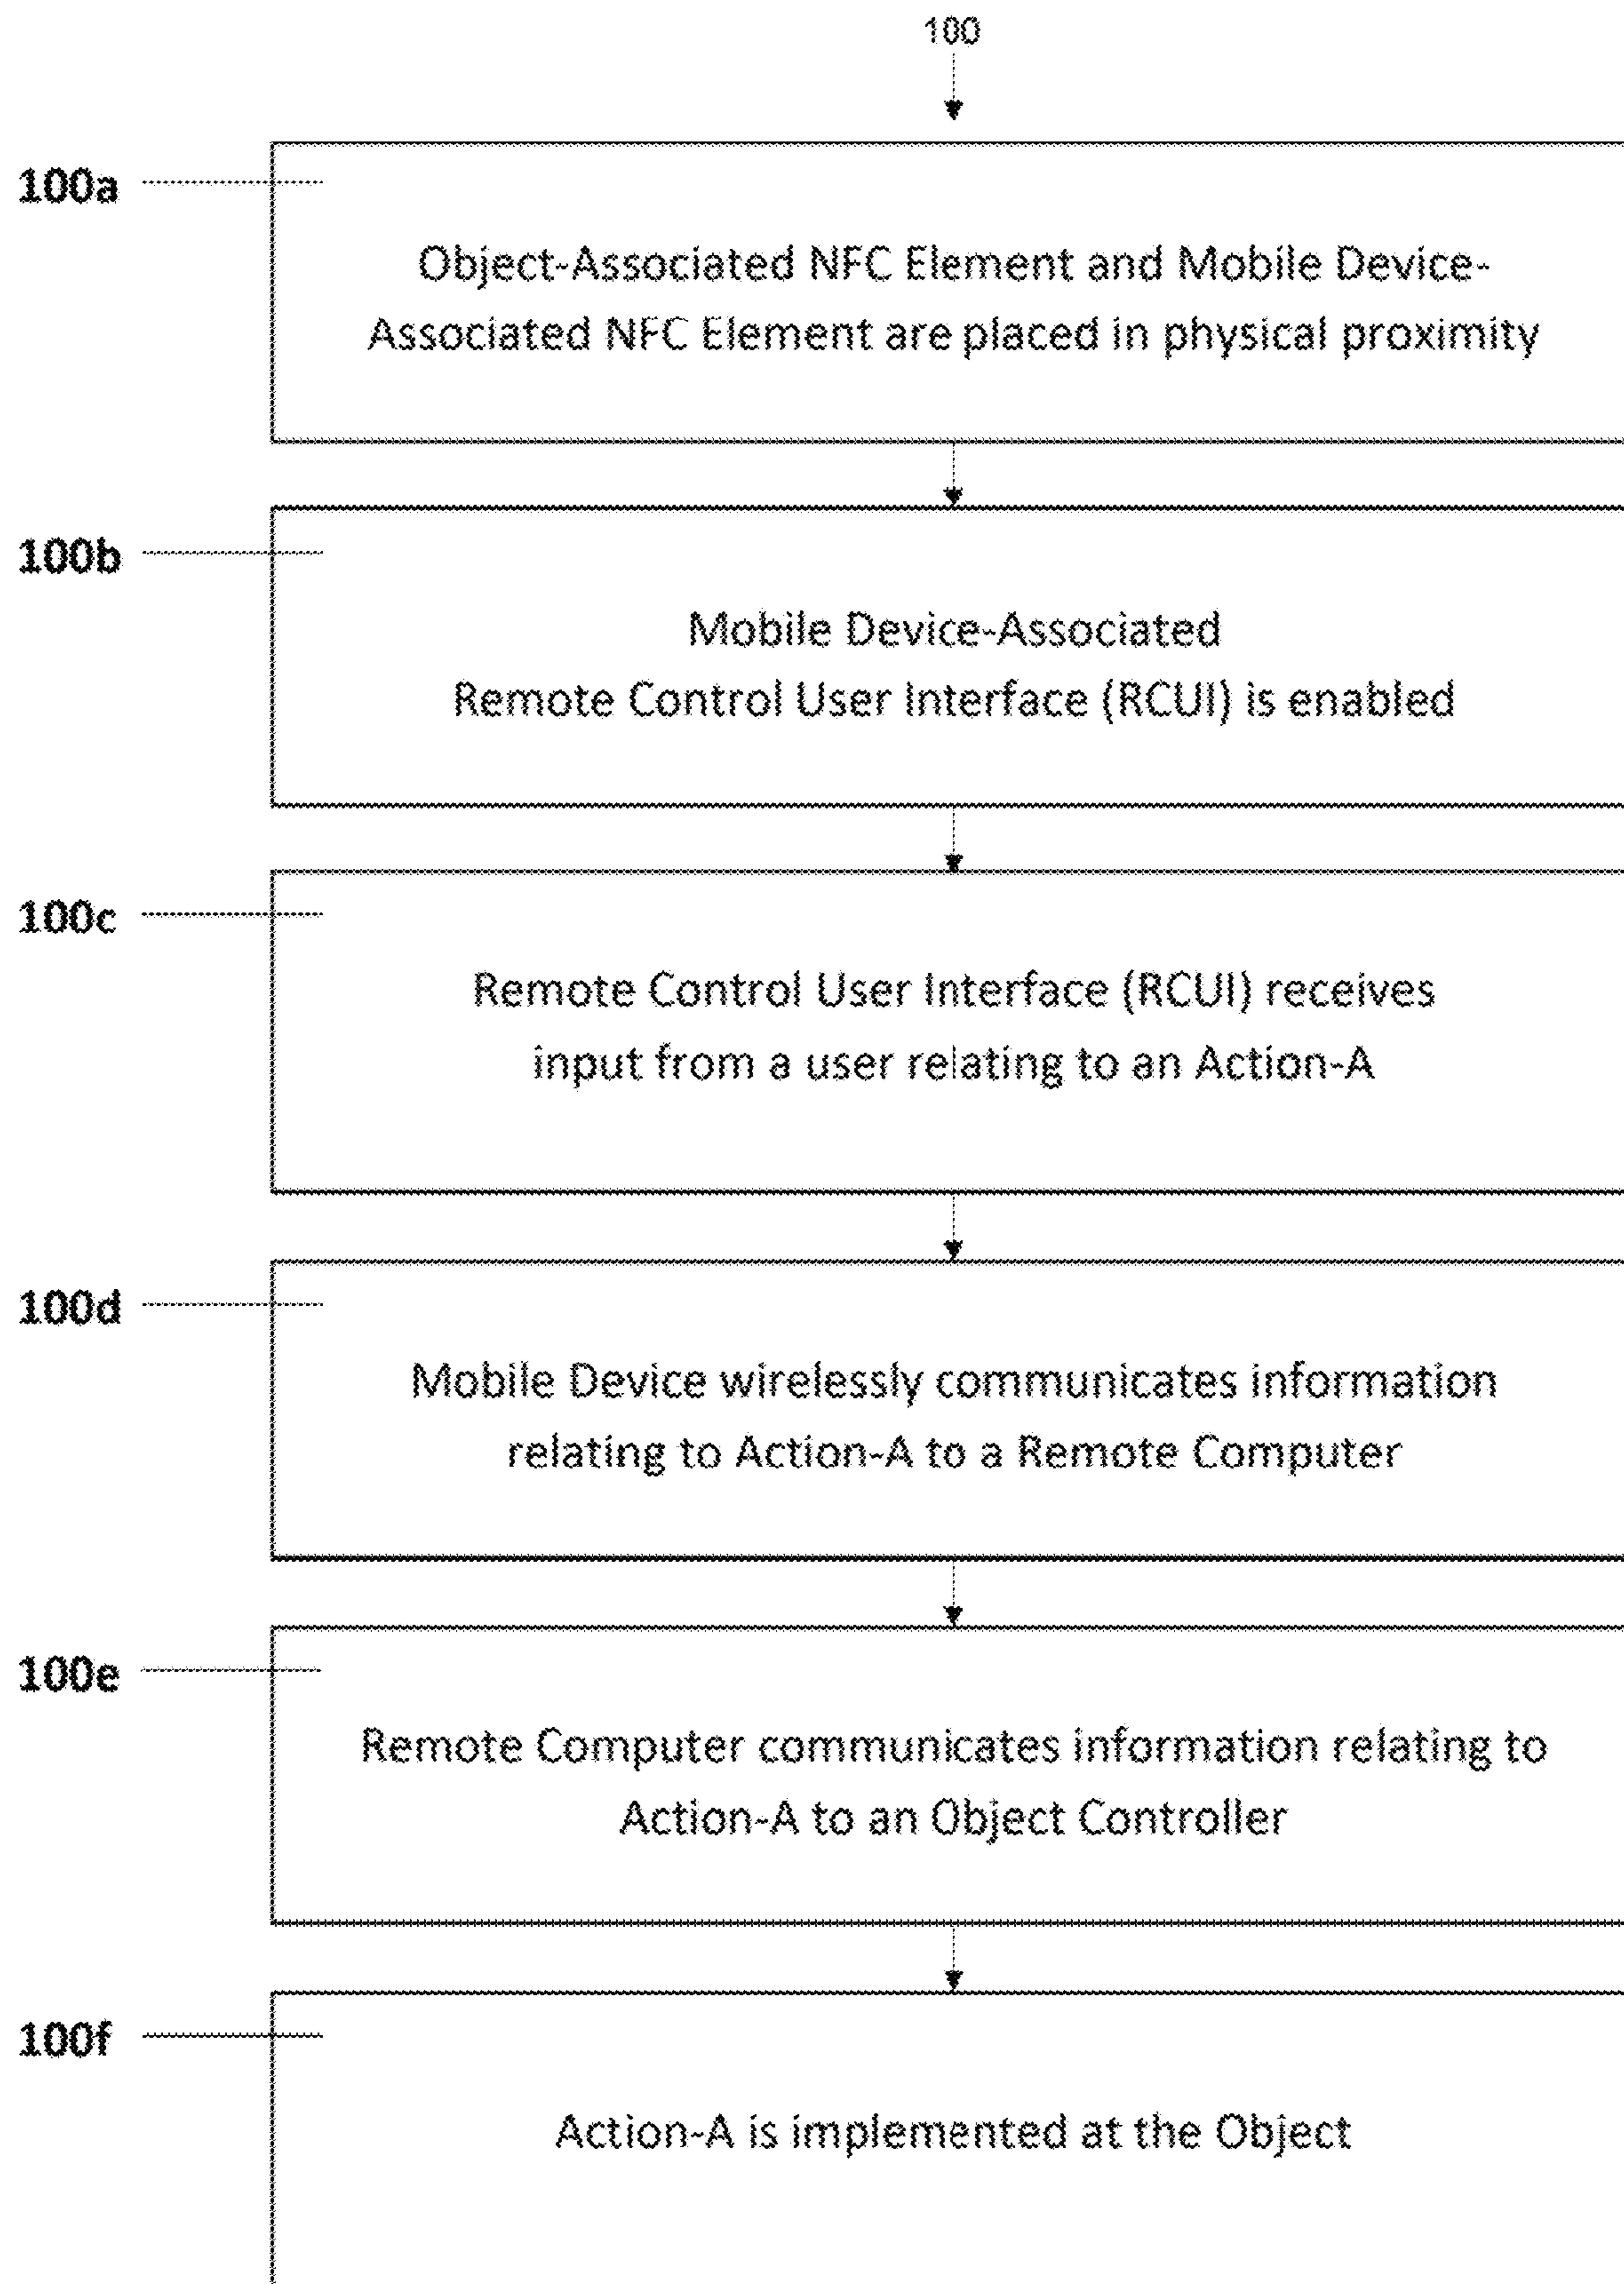 100
100a
Object-Associated NFC Element and Mobile Device-
Associated NFC Element are placed in physical proximity
100b
Mobile Device-Associated
Remote Control User Interface (RCUI) is enabled
100c
Remote Control User Interface (RCUI) receives
input from a user relating to an Action-A
100d
Mobile Device wirelessly communicates information
relating to Action-A to a Remote Computer
100e
Remote Computer communicates information relating to
Action-A to an Object Controller
100f
Action-A is implemented at the Object